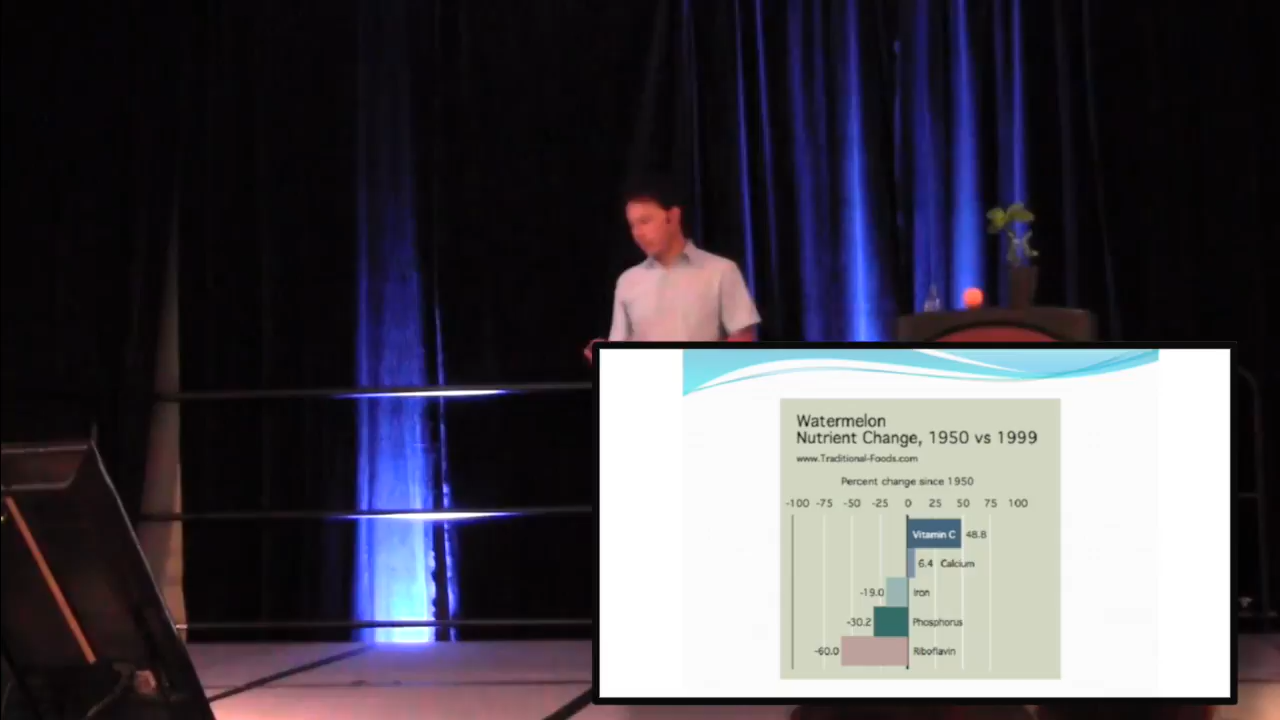 Watermelon
Nutrient Change, 1950 vs 1999
www.Traditional-Foods.com
Percent change since 1950
-100 -75 -50 -25 0 25 50 75 100
Vitamin C 48.8
6.4 Calcium
-19.0 Iron
-30.2 Phosphorus
-60.0 Riboflavin